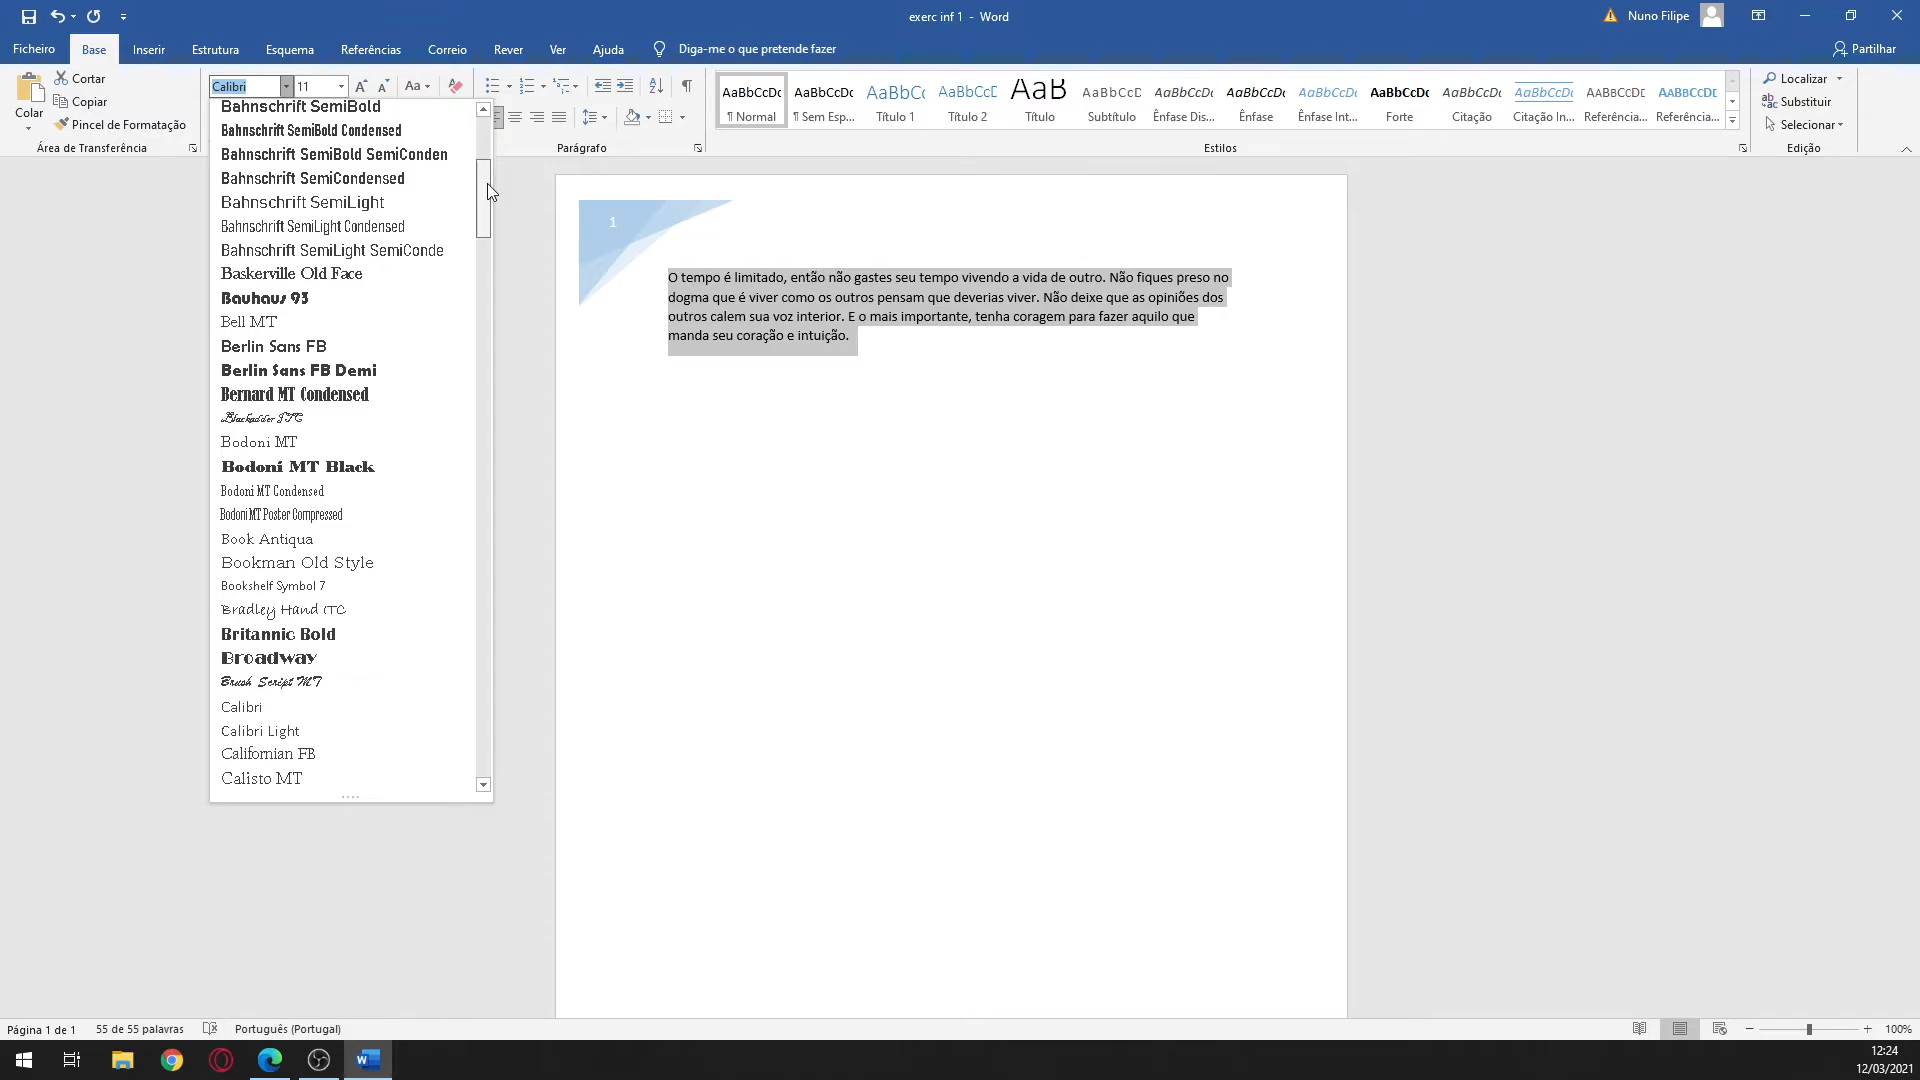 exerc inf 1 - Word
Nuno Filipe
Ficheiro Base Inserir Estrutura Esquema Referências Correio Rever Ver Ajuda Diga-me o que pretende fazer Partilhar
Colar
Cortar
Copiar
Pincel de Formatação
Área de Transferência
Calibri 11 Aa
Parágrafo
AaBbCcDc AaBbCcDc AaBbC( AaBbCcD AaB AaBbCcD AaBbCcDc AaBbCcDc AaBbCcDc AaBbCcDc AaBbCcDc AaBbCcDc AABBCCDE AABBCCDE
¶ Normal ¶ Sem Esp... Título 1 Título 2 Título Subtítulo Ênfase Dis... Ênfase Ênfase Int... Forte Citação Citação In... Referência... Referência...
Estilos
Localizar
Substituir
Selecionar
Edição
Bahnschrift SemiBold
Bahnschrift SemiBold Condensed
Bahnschrift SemiBold SemiConden
Bahnschrift SemiCondensed
Bahnschrift SemiLight
Bahnschrift SemiLight Condensed
Bahnschrift SemiLight SemiConde
Baskerville Old Face
Bauhaus 93
Bell MT
Berlin Sans FB
Berlin Sans FB Demi
Bernard MT Condensed
Blackadder ITC
Bodoni MT
Bodoni MT Black
Bodoni MT Condensed
Bodoni MT Poster Compressed
Book Antiqua
Bookman Old Style
Bookshelf Symbol 7
Bradley Hand ITC
Britannic Bold
Broadway
Brush Script MT
Calibri
Calibri Light
Californian FB
Calisto MT
1
O tempo é limitado, então não gastes seu tempo vivendo a vida de outro. Não fiques preso no
dogma que é viver como os outros pensam que deverias viver. Não deixe que as opiniões dos
outros calem sua voz interior. E o mais importante, tenha coragem para fazer aquilo que
manda seu coração e intuição.
Página 1 de 1 55 de 55 palavras Português (Portugal) 100%
12:24
12/03/2021